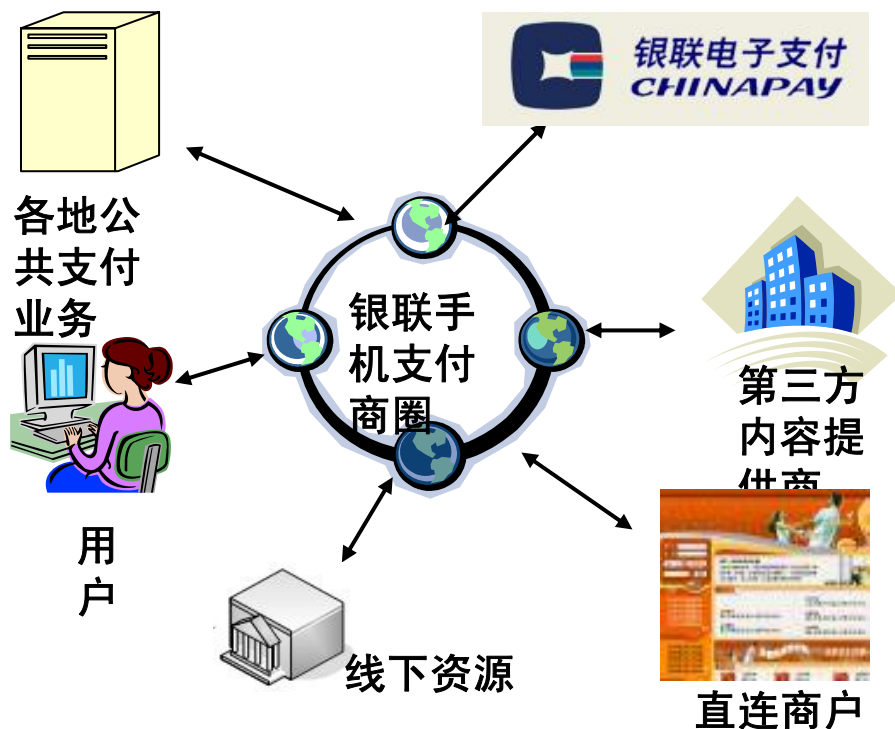 银联电子支付
CHINAPAY
各地公
共支付
业务
银联手
机支付
商圈
第三方
内容提
供商
用
户
线下资源
直连商户